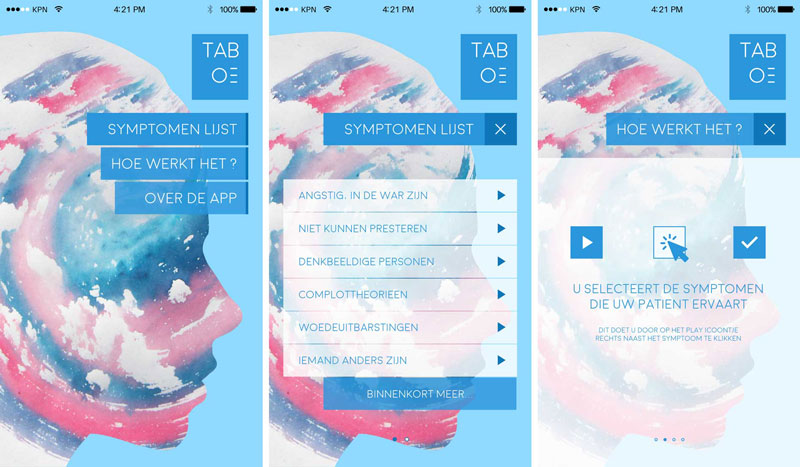 KPN 4:21 PM 100%
TAB
OE
SYMPTOMEN LIJST
HOE WERKT HET ?
OVER DE APP
KPN 4:21 PM 100%
TAB
OE
SYMPTOMEN LIJST
ANGSTIG, IN DE WAR ZIJN
NIET KUNNEN PRESTEREN
DENKBEELDIGE PERSONEN
COMPLOTTHEORIEEN
WOEDEUITBARSTINGEN
IEMAND ANDERS ZIJN
BINNENKORT MEER...
KPN 4:21 PM 100%
TAB
OE
HOE WERKT HET ?
U SELECTEERT DE SYMPTOMEN
DIE UW PATIENT ERVAART
DIT DOET U DOOR OP HET PLAY ICOONTJE
RECHTS NAAST HET SYMPTOOM TE KLIKKEN